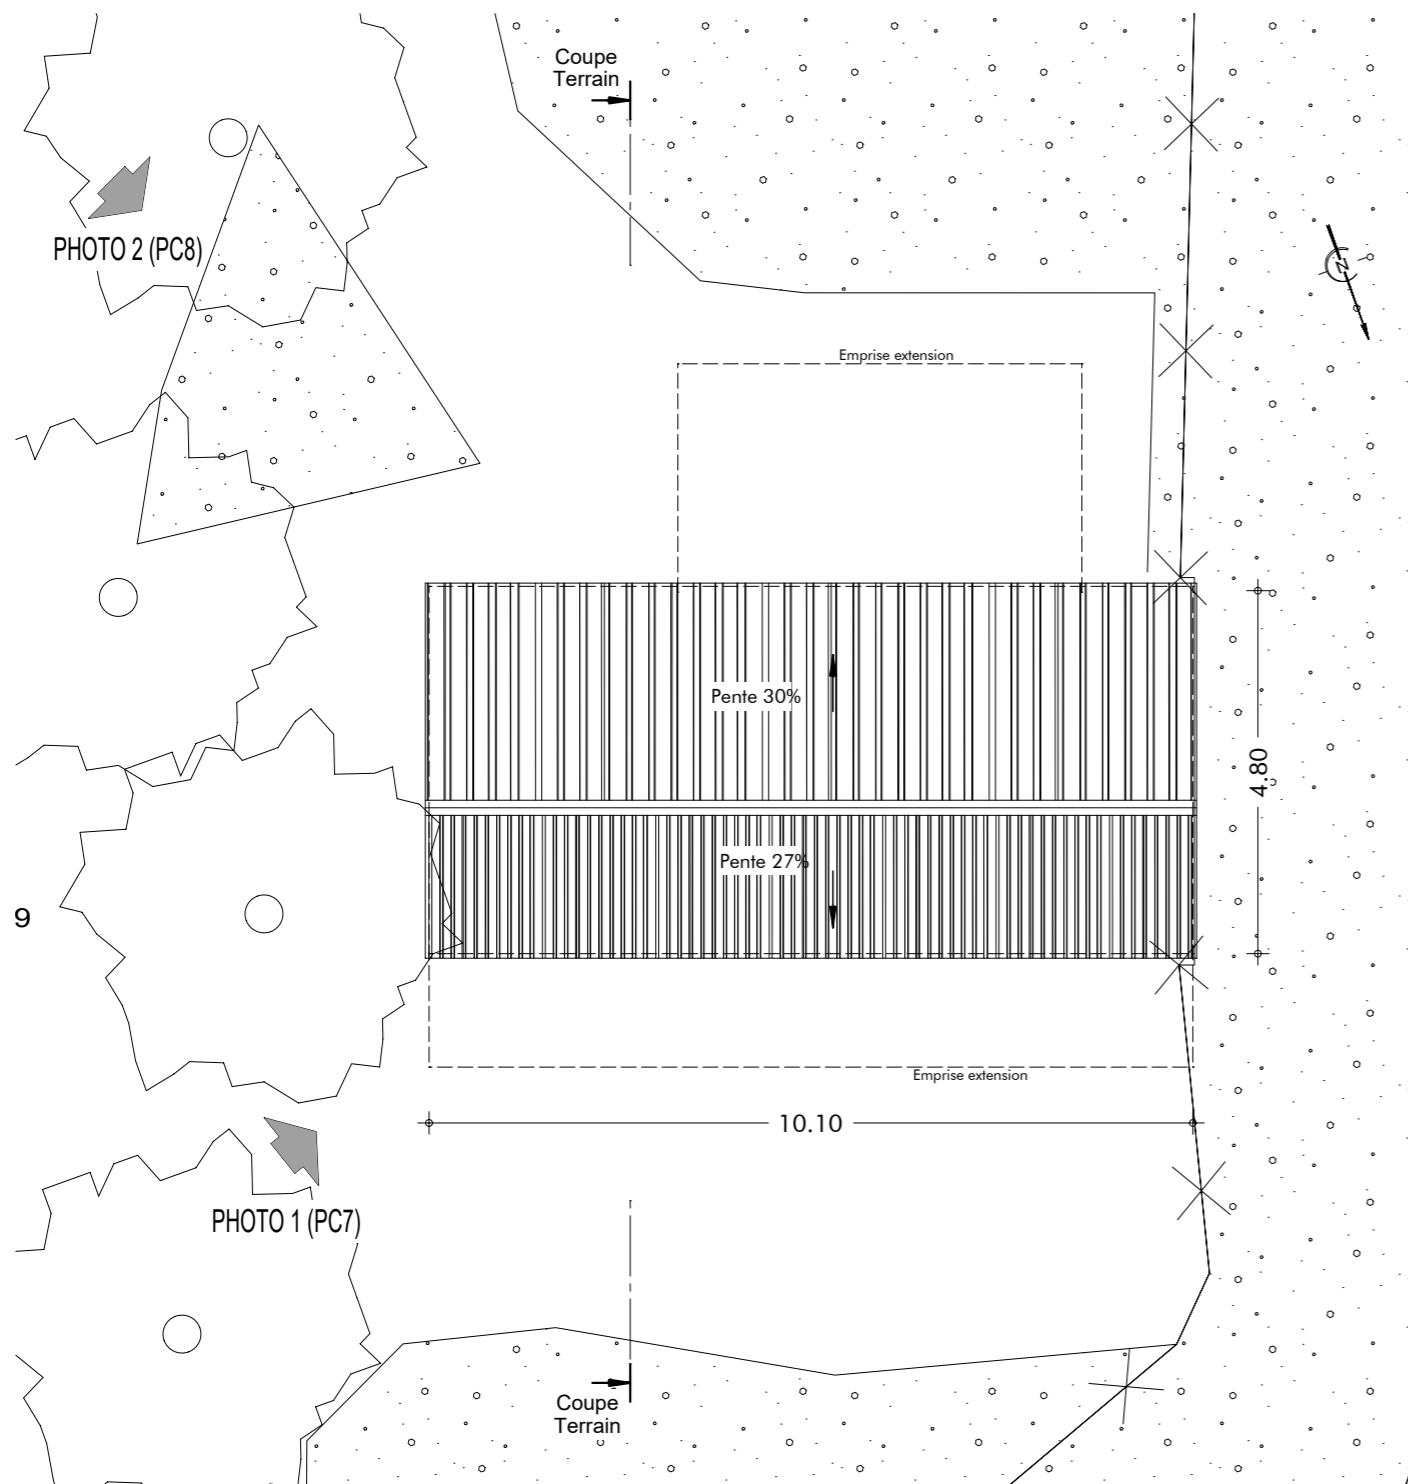 Coupe
Terrain
PHOTO 2 (PC8)
N
Emprise extension
Pente 30%
4.80
Pente 27%
9
Emprise extension
10.10
PHOTO 1 (PC7)
Coupe
Terrain